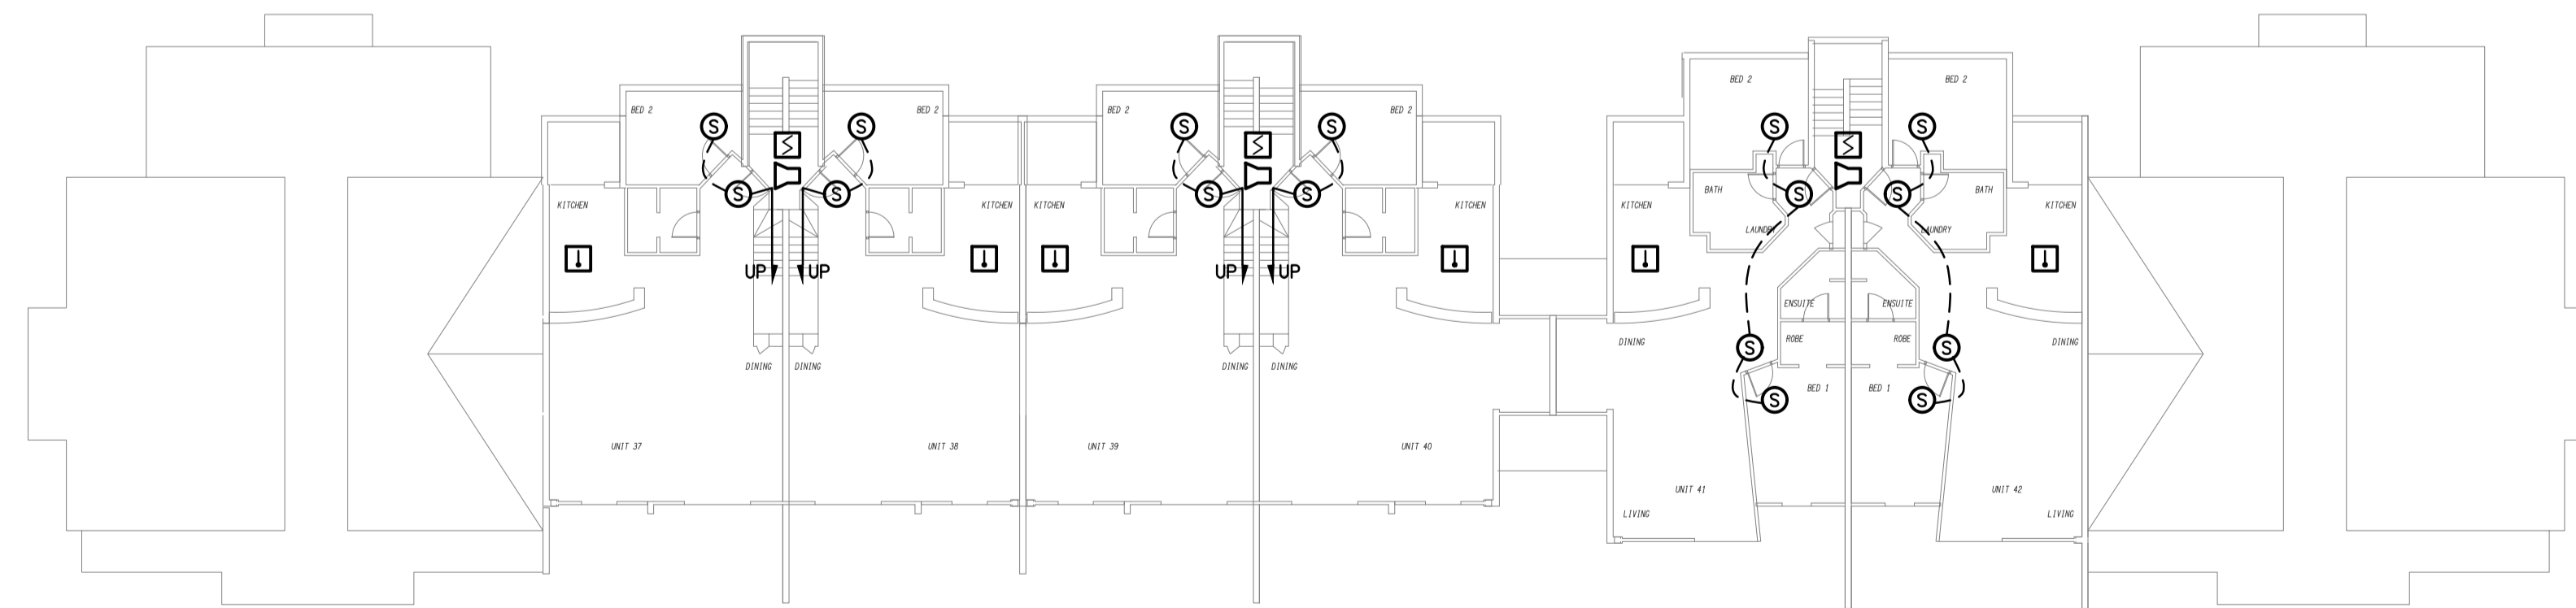 BED 2 BED 2
BED 2 BED 2 BED 2 BED 2
S S S S S S
S S S S S S
BATH BATH
KITCHEN KITCHEN KITCHEN KITCHEN KITCHEN KITCHEN
LAUNDRY LAUNDRY
UP UP UP UP
ENSUITE ENSUITE
DINING ROBE ROBE DINING
S S
DINING DINING DINING DINING
BED 1 BED 1
S S
UNIT 37 UNIT 38 UNIT 39 UNIT 40
UNIT 41 UNIT 42
LIVING LIVING